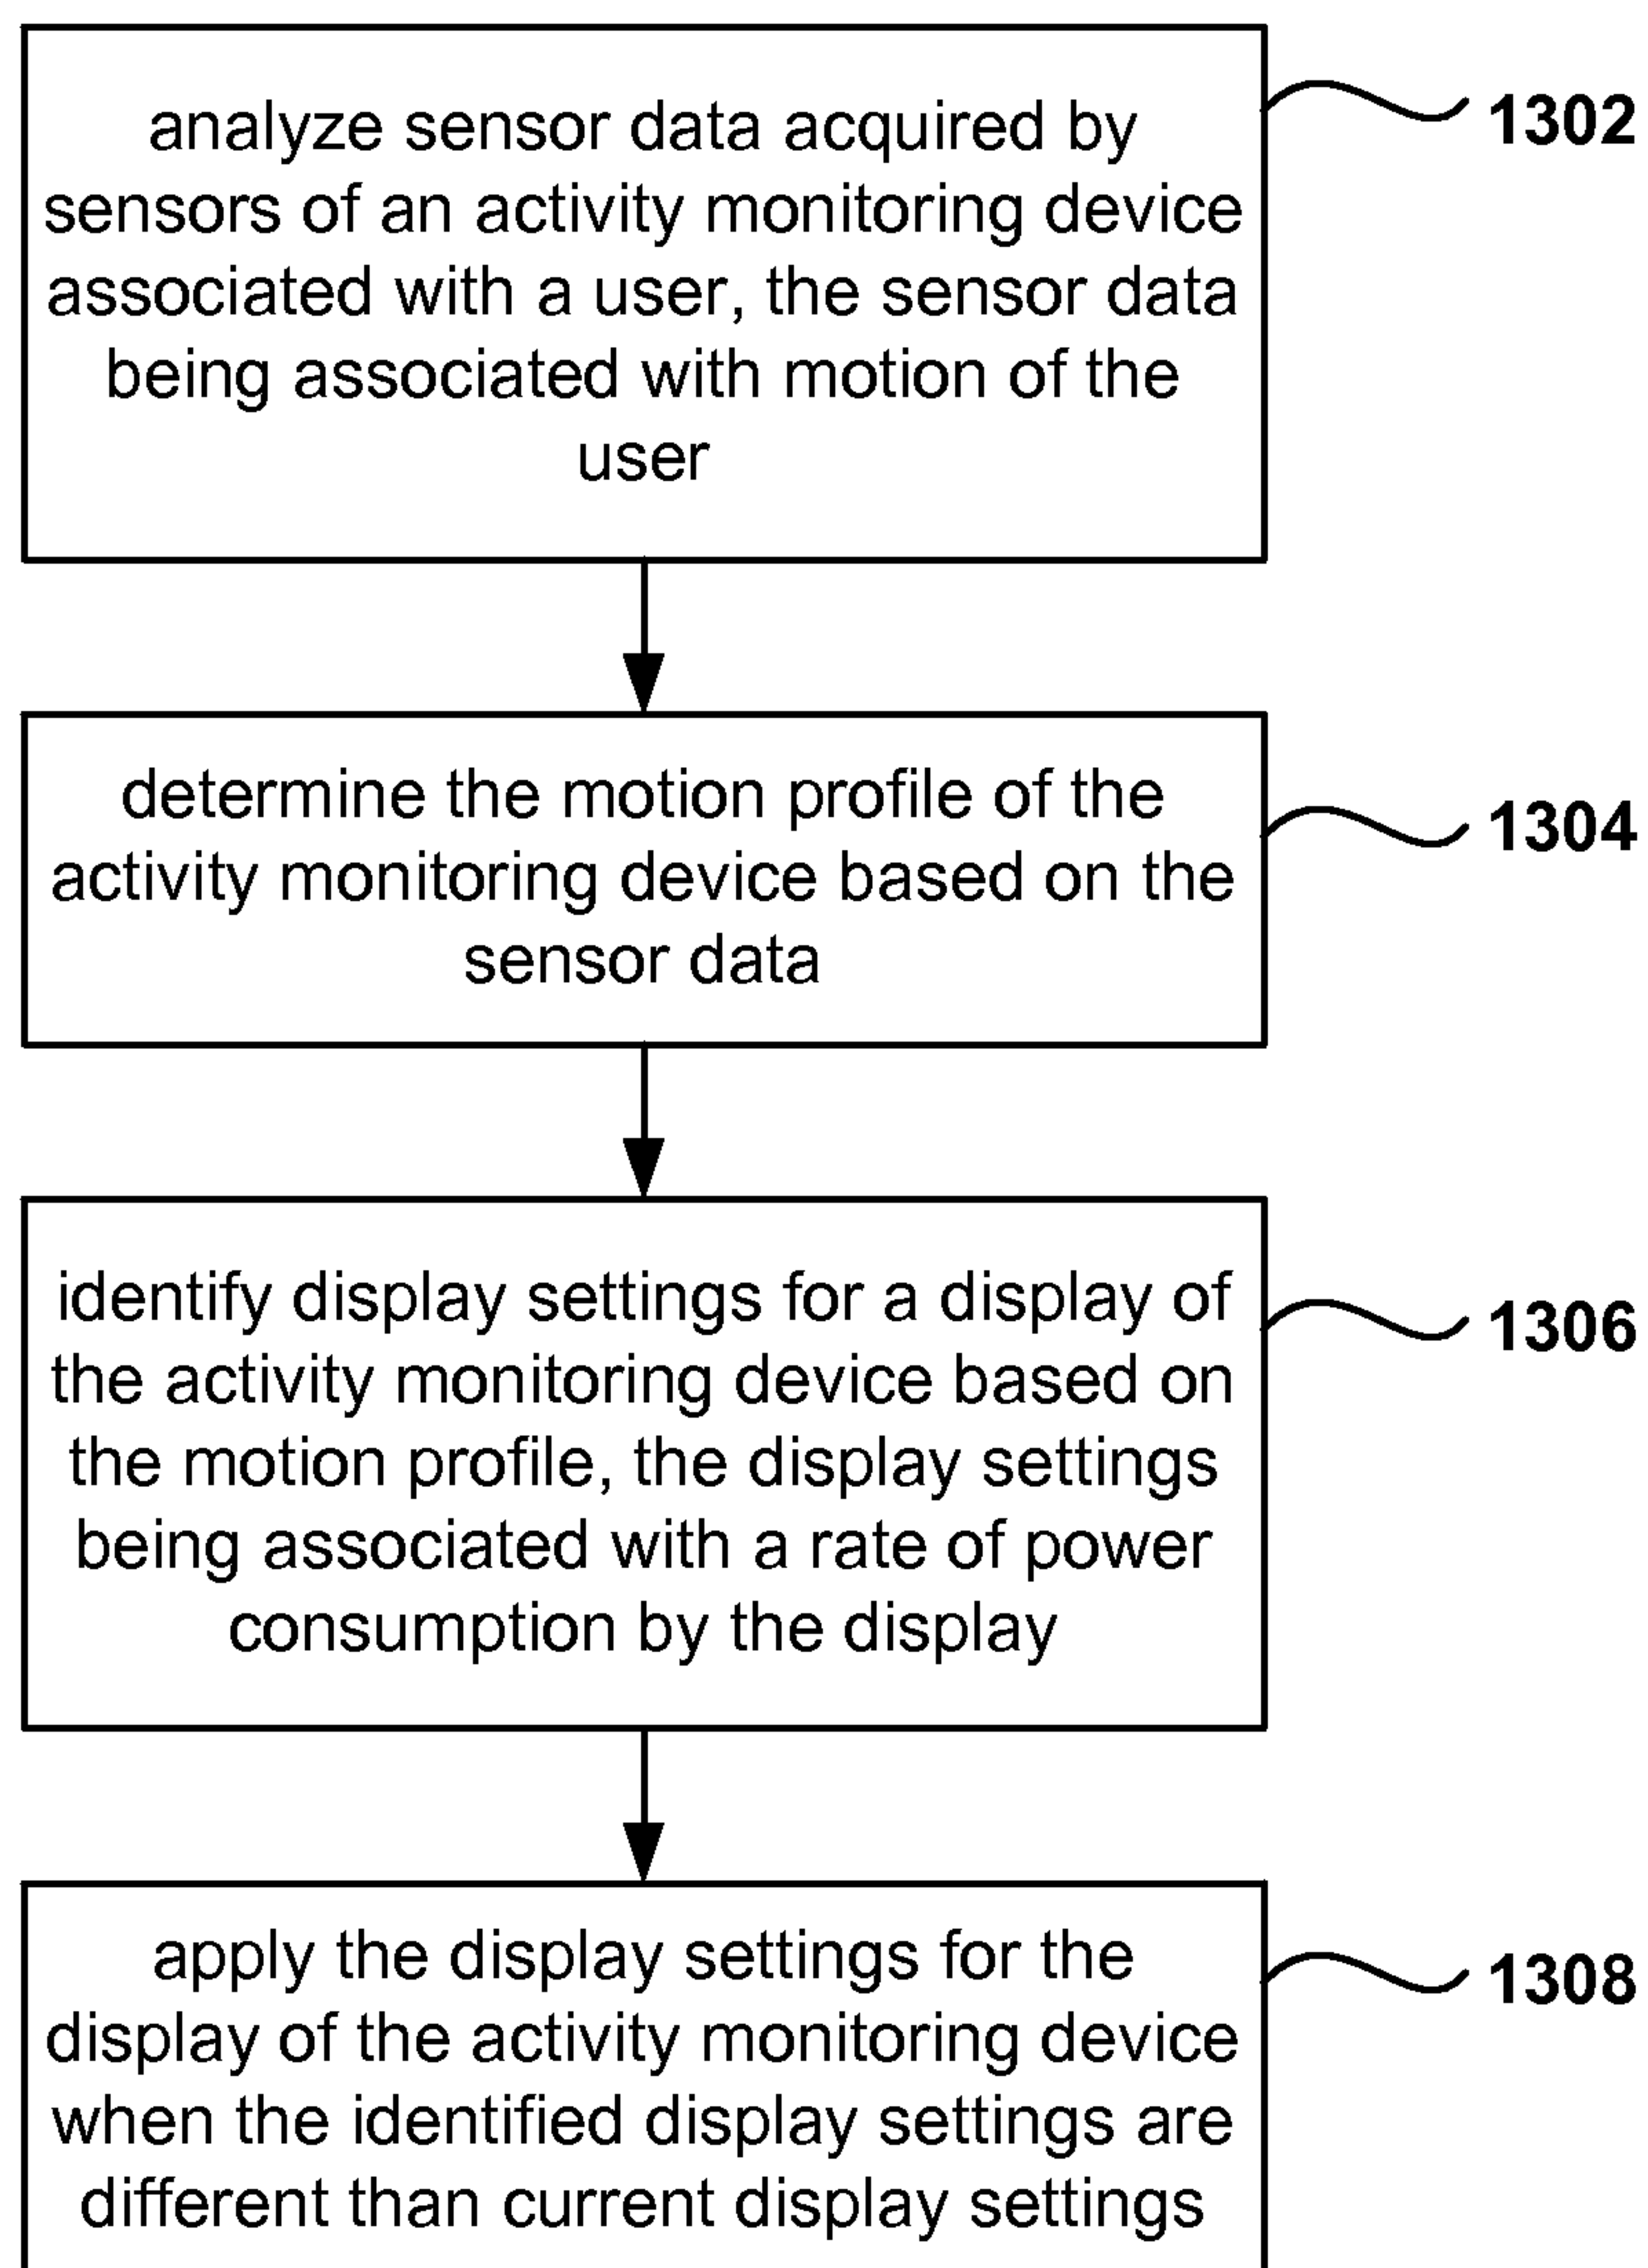 analyze sensor data acquired by
sensors of an activity monitoring device
associated with a user, the sensor data
being associated with motion of the
user
1302
determine the motion profile of the
activity monitoring device based on the
sensor data
1304
identify display settings for a display of
the activity monitoring device based on
the motion profile, the display settings
being associated with a rate of power
consumption by the display
1306
apply the display settings for the
display of the activity monitoring device
when the identified display settings are
different than current display settings
1308